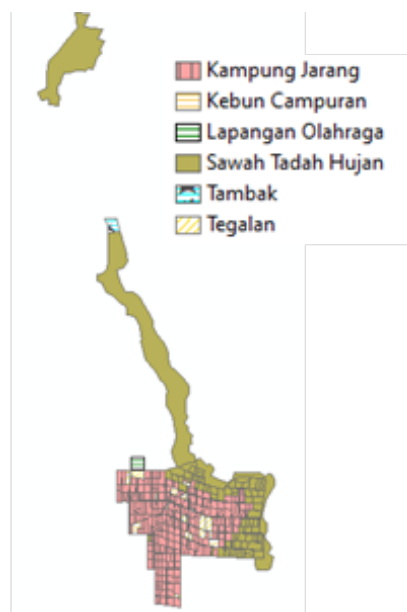 Kampung Jarang
Kebun Campuran
Lapangan Olahraga
Sawah Tadah Hujan
Tambak
Tegalan